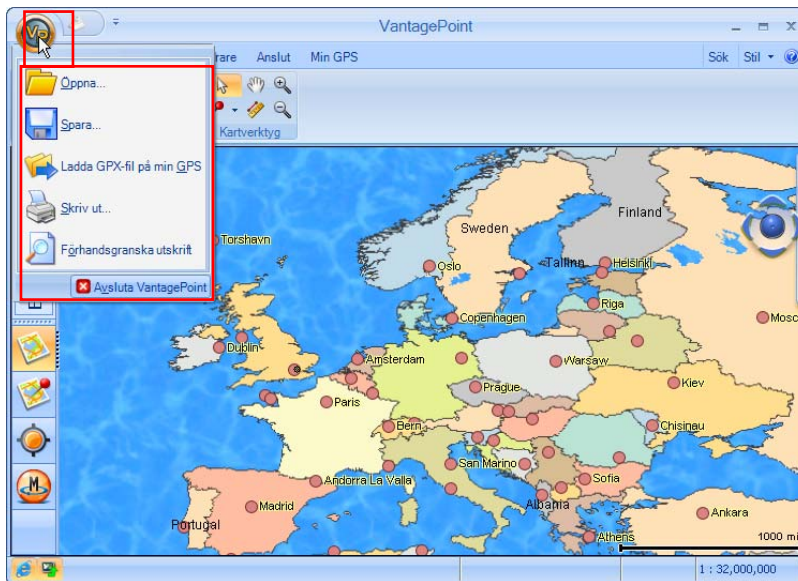 VantagePoint
Anslut Min GPS
Sök Stil
Kartverktyg
Öppna...
Spara...
Ladda GPX-fil på min GPS
Skriv ut...
Förhandsgranska utskrift
Avsluta VantagePoint
Torshavn
Sweden
Finland
Oslo
Tallinn
Helsinki
Riga
Copenhagen
Dublin
Amsterdam
Warsaw
Prague
Kiev
Paris
Bern
Chisinau
San Marino
Andorra La Valla
Sofia
Madrid
Albania
Ankara
Portugal
Athens
1000 mi
1 : 32,000,000